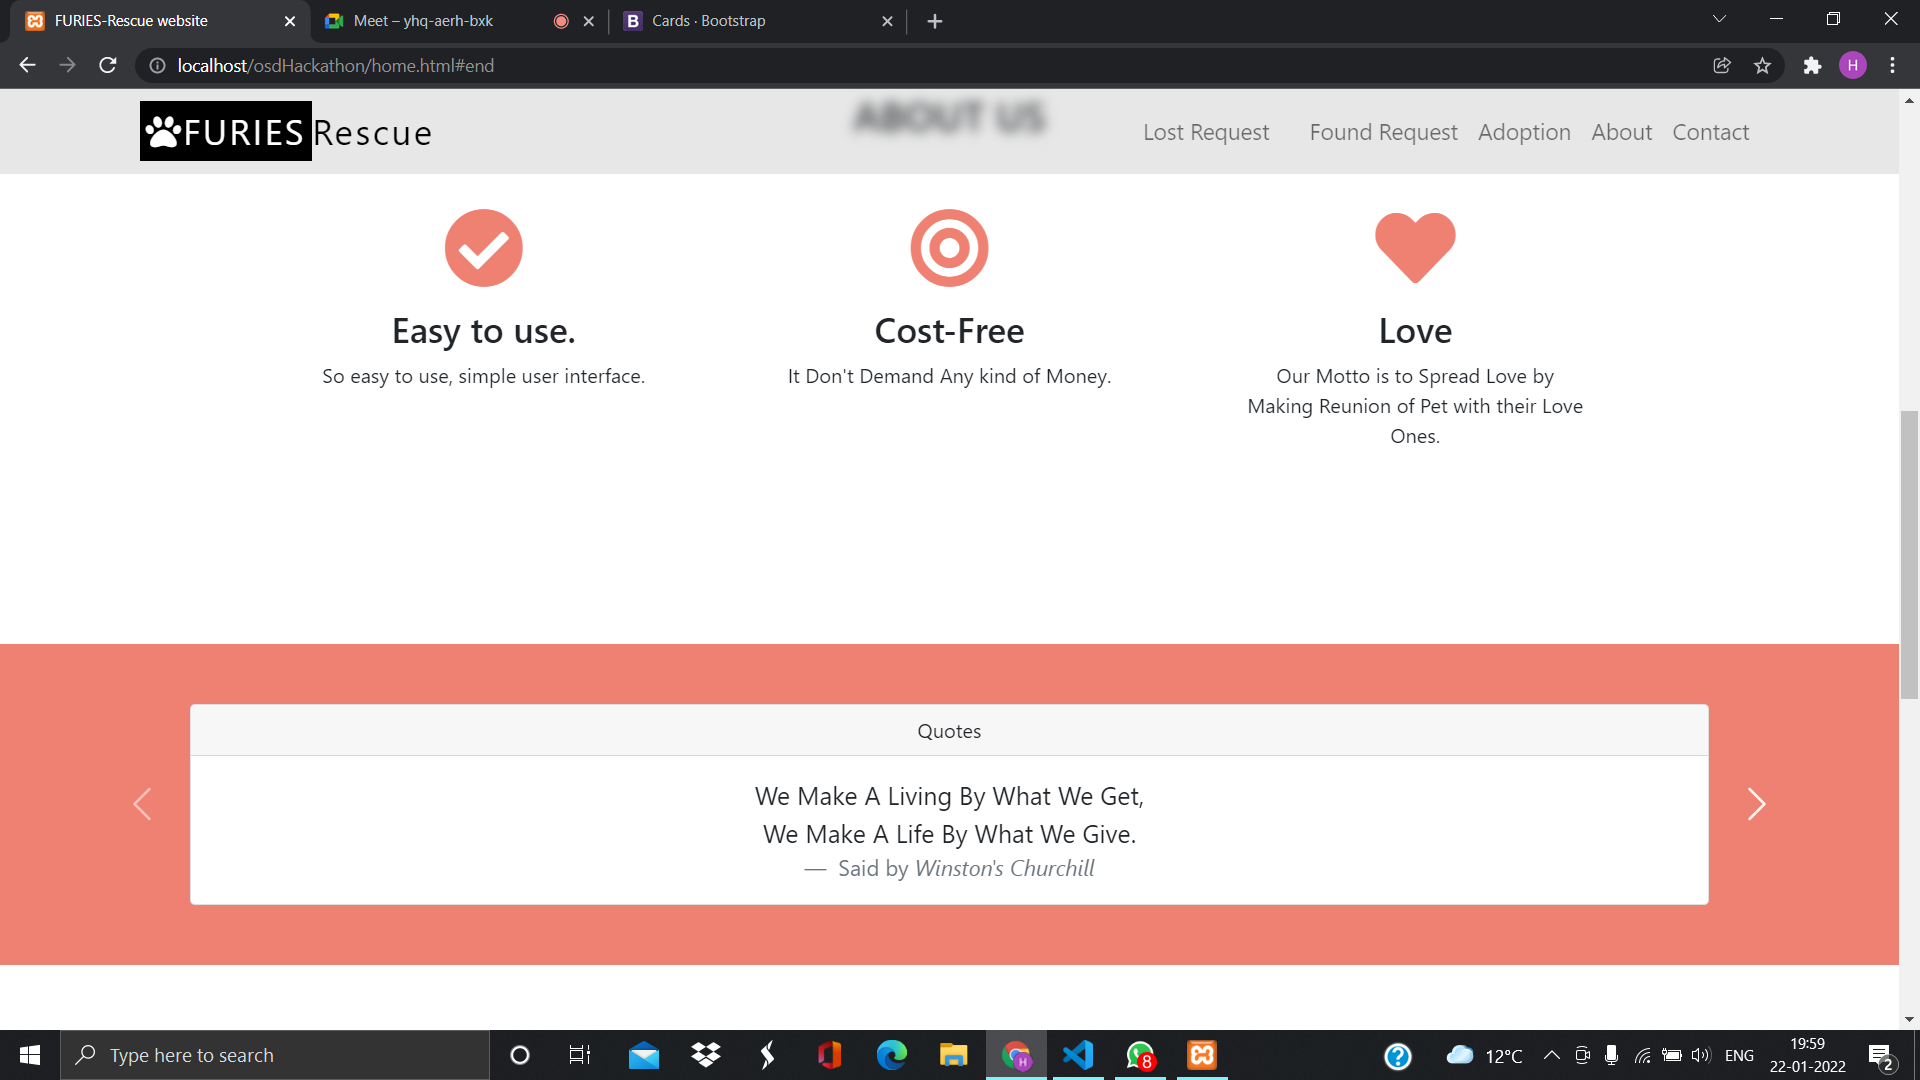 FURIES-Rescue website
Meet – yhq-aerh-bxk
Cards · Bootstrap
localhost/osdHackathon/home.html#end
H
FURIES Rescue
ABOUT US
Lost Request
Found Request
Adoption
About
Contact
Easy to use.
So easy to use, simple user interface.
Cost-Free
It Don't Demand Any kind of Money.
Love
Our Motto is to Spread Love by
Making Reunion of Pet with their Love
Ones.
Quotes
We Make A Living By What We Get,
We Make A Life By What We Give.
— Said by Winston's Churchill
Type here to search
H
8
12°C
ENG
19:59
22-01-2022
2